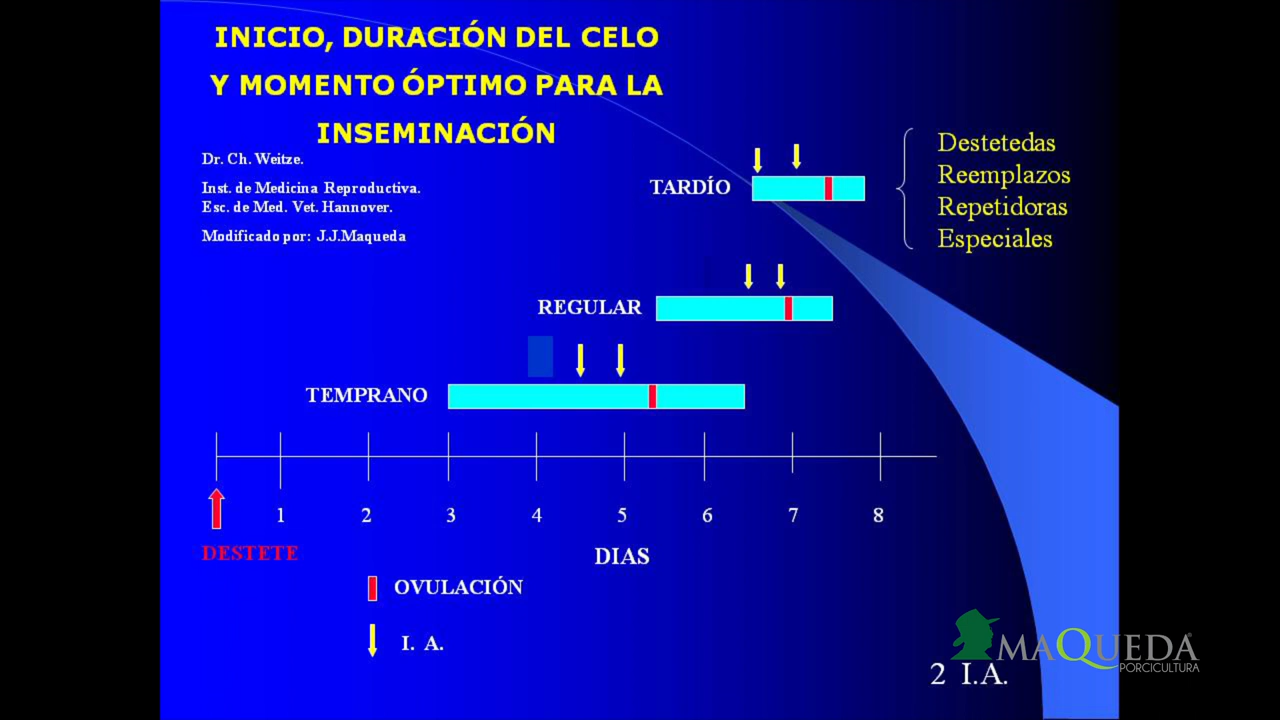 INICIO, DURACIÓN DEL CELO
Y MOMENTO ÓPTIMO PARA LA
INSEMINACIÓN
Dr. Ch. Weitze.
Inst. de Medicina Reproductiva.
Esc. de Med. Vet. Hannover.
Modificado por: J.J.Maqueda
TARDÍO
Destetedas
Reemplazos
Repetidoras
Especiales
REGULAR
TEMPRANO
1 2 3 4 5 6 7 8
DESTETE
DIAS
OVULACIÓN
I. A.
MAQUEDA
PORCICULTURA
2 I.A.